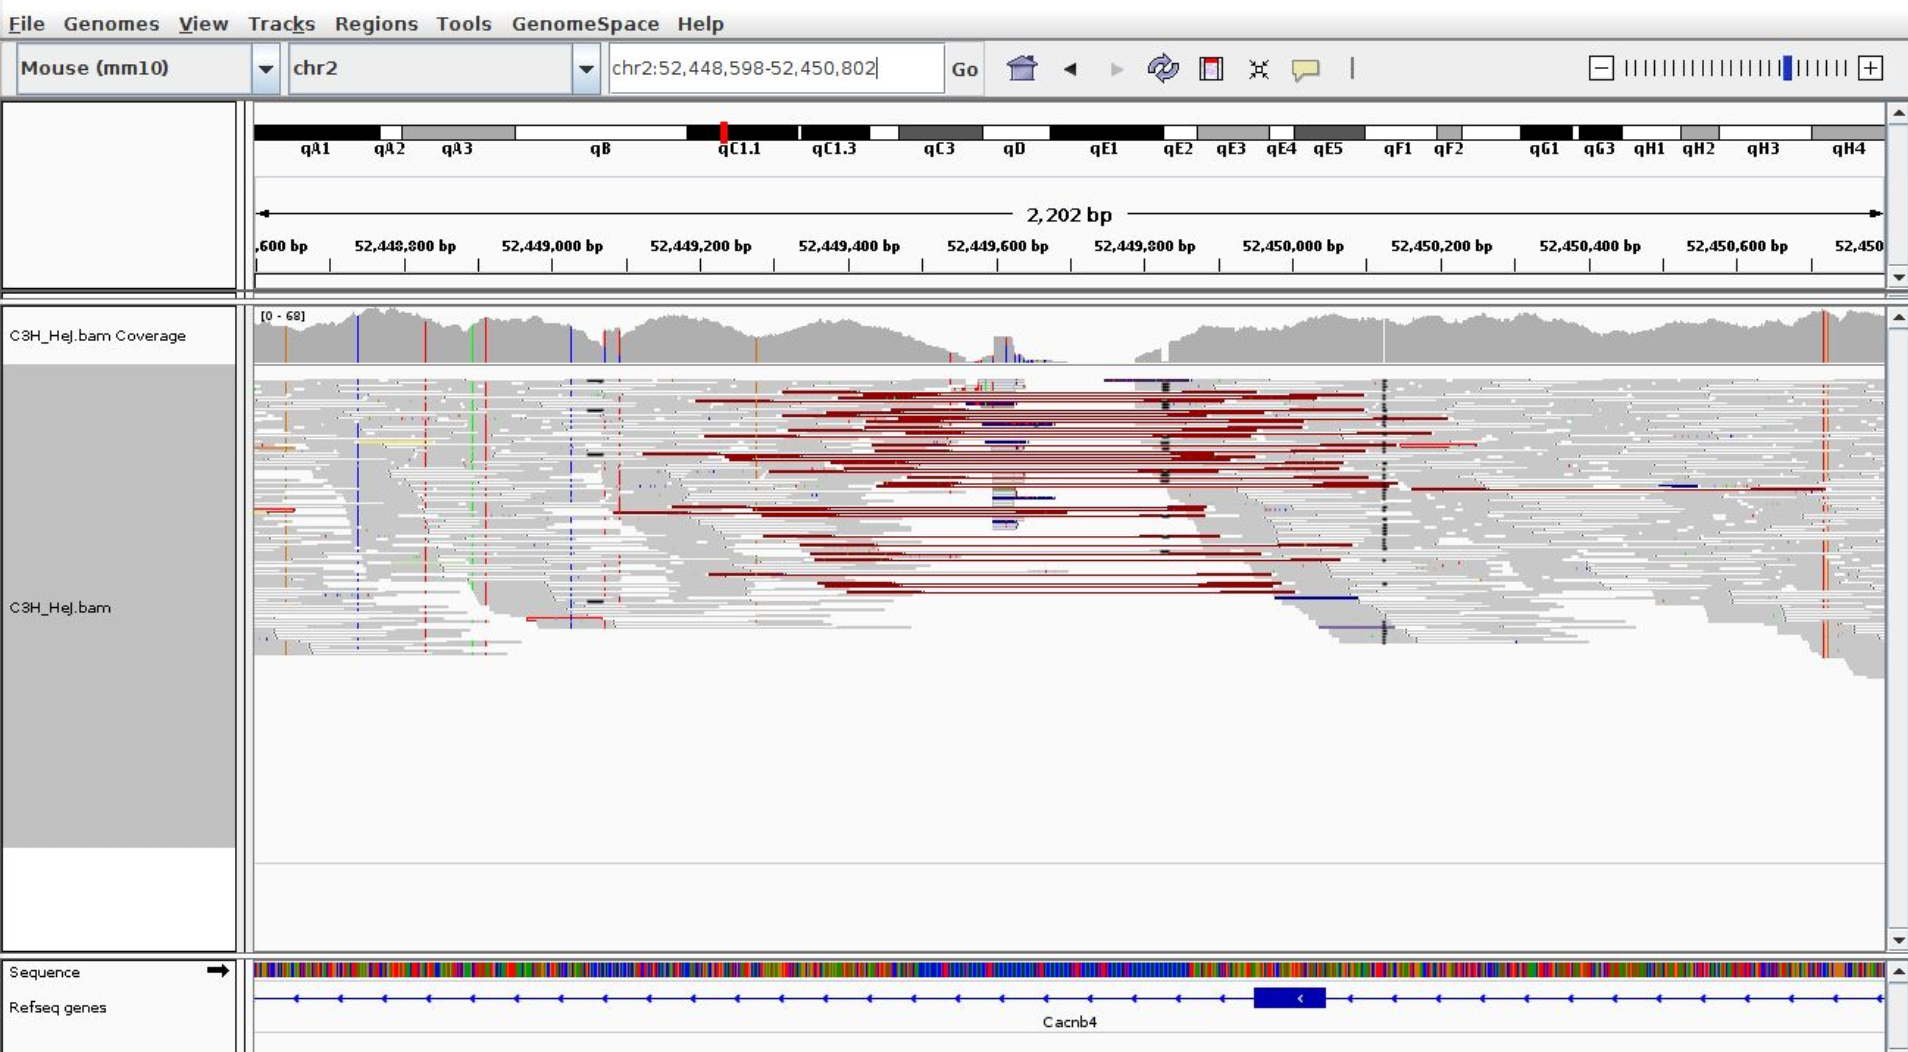 File Genomes View Tracks Regions Tools GenomeSpace Help
Mouse (mm10) chr2 chr2:52,448,598-52,450,802 Go
qA1 qA2 qA3 qB qC1.1 qC1.3 qC3 qD qE1 qE2 qE3 qE4 qE5 qF1 qF2 qG1 qG3 qH1 qH2 qH3 qH4
2,202 bp
,600 bp 52,448,800 bp 52,449,000 bp 52,449,200 bp 52,449,400 bp 52,449,600 bp 52,449,800 bp 52,450,000 bp 52,450,200 bp 52,450,400 bp 52,450,600 bp 52,450
[0 - 68]
C3H_HeJ.bam Coverage
C3H_HeJ.bam
Sequence
Refseq genes
Cacnb4